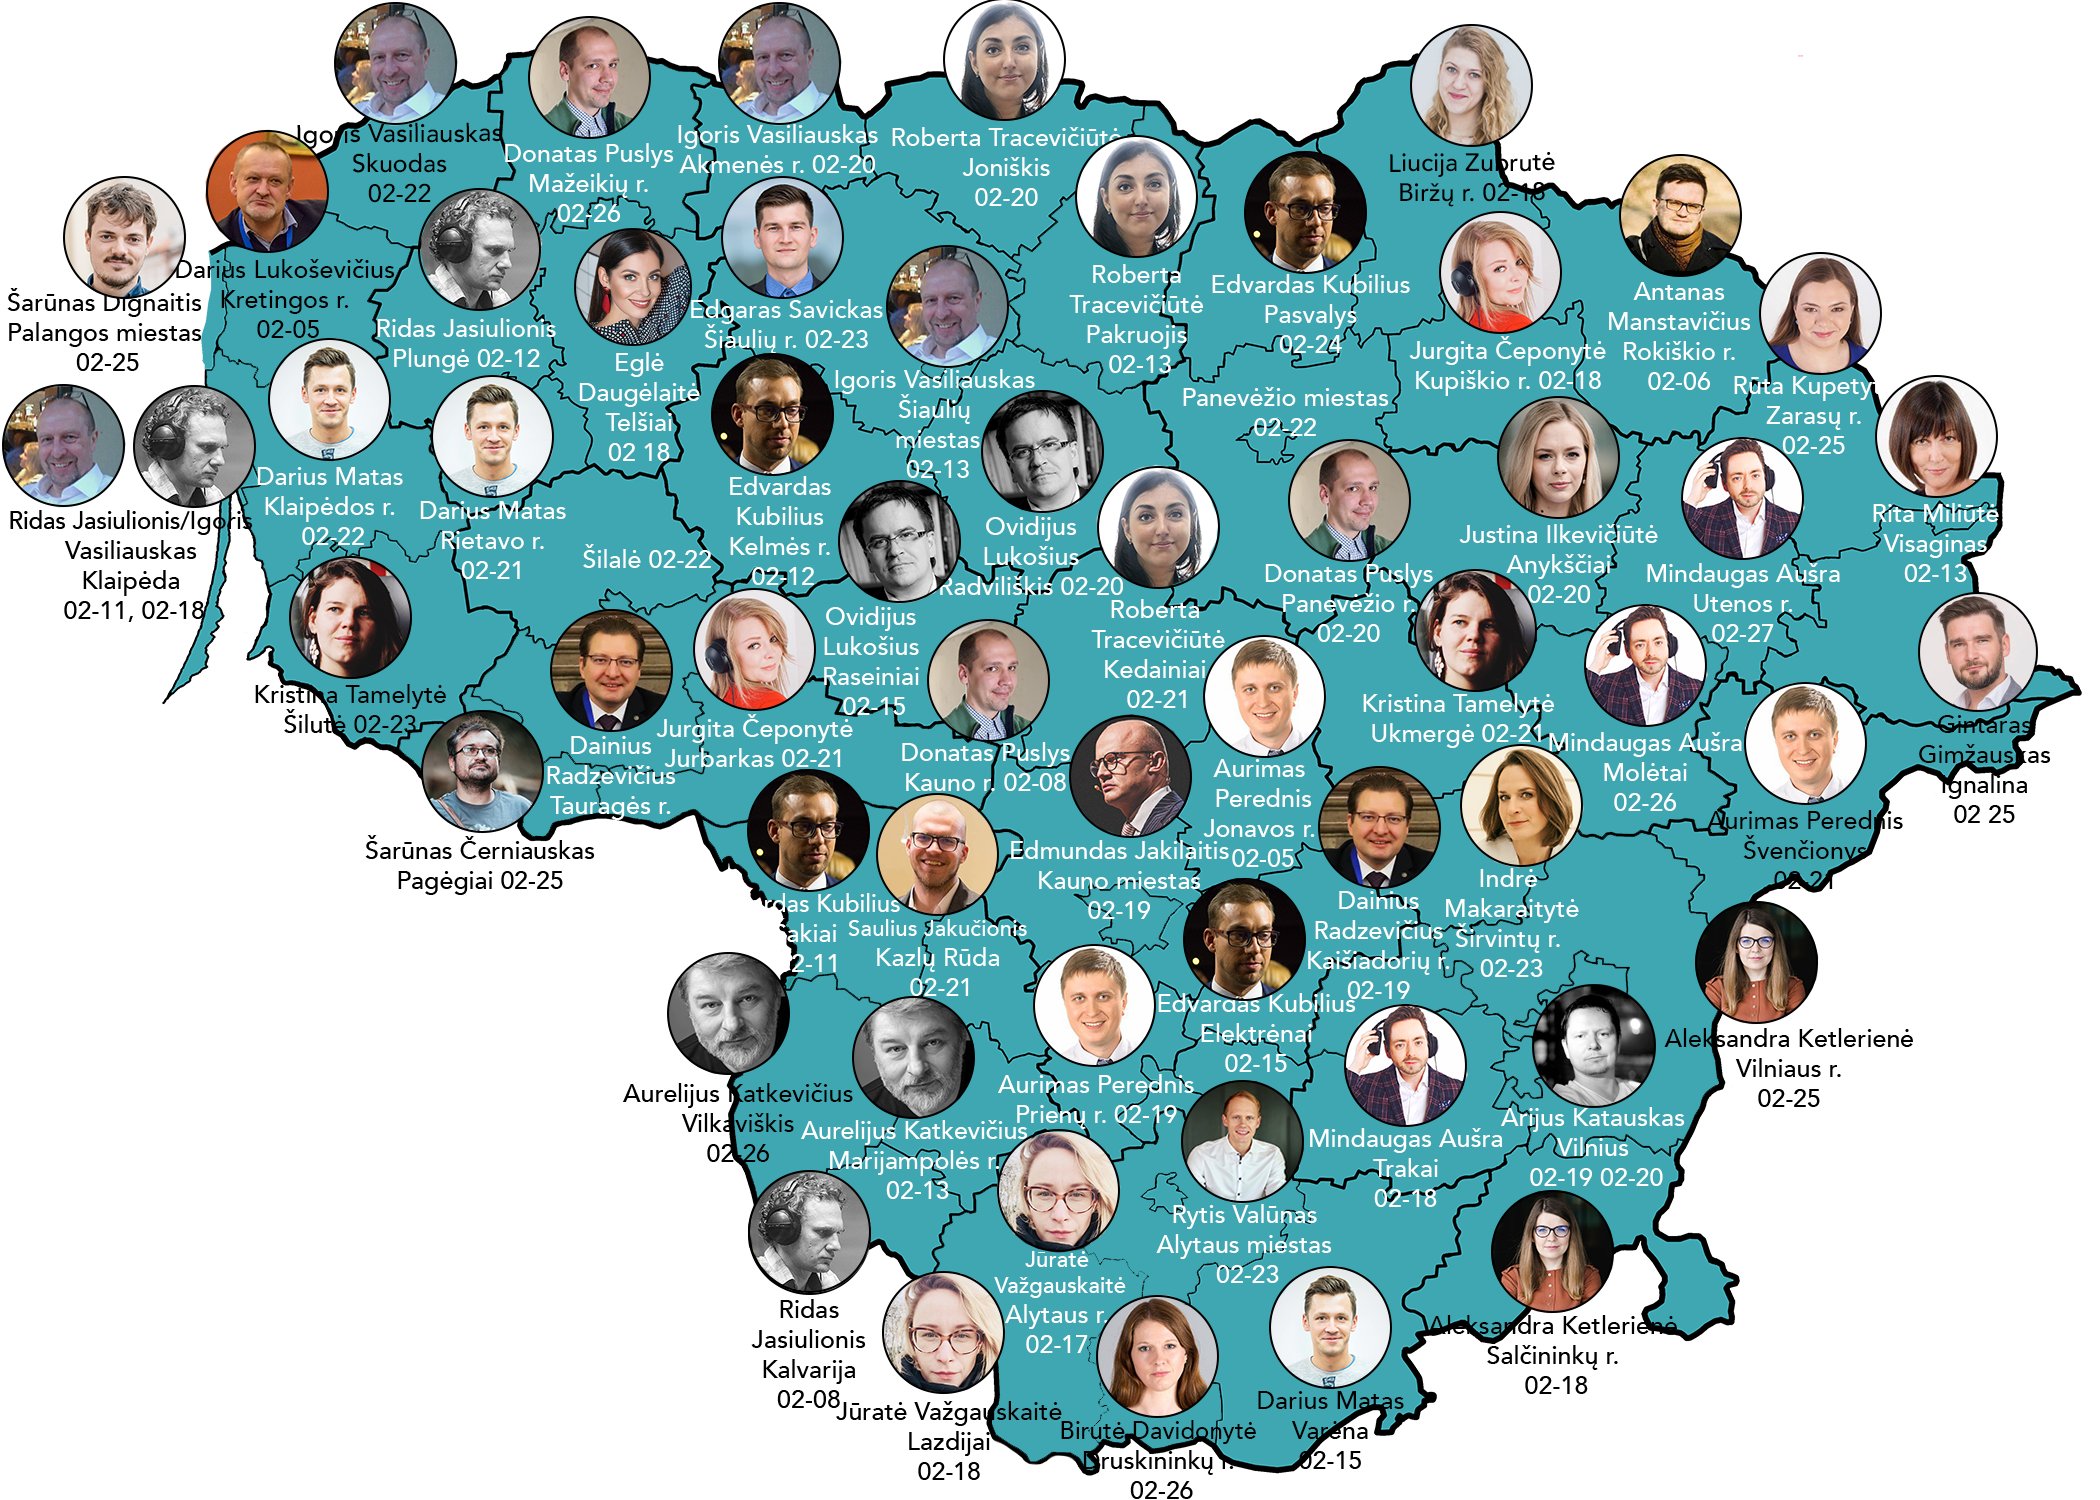 Igoris Vasiliauskas
Skuodas
02-22
Donatas Puslys
Mažeikių r.
02-26
Igoris Vasiliauskas
Akmenės r. 02-20
Roberta Tracevičiūtė
Joniškis
02-20
Liucija Zubrutė
Biržų r. 02-18
Šarūnas Dignaitis
Palangos miestas
02-25
Darius Lukoševičius
Kretingos r.
02-05
Ridas Jasiulionis
Plungė 02-12
Eglė
Daugėlaitė
Telšiai
02 18
Edgaras Savickas
Šiaulių r. 02-23
Igoris Vasiliauskas
Šiaulių
miestas
02-13
Roberta
Tracevičiūtė
Pakruojis
02-13
Edvardas Kubilius
Pasvalys
02-24
Jurgita Čeponytė
Kupiškio r. 02-18
Antanas
Manstavičius
Rokiškio r.
02-06
Rūta Kupety
Zarasų r.
02-25
Panevėžio miestas
02-22
Ridas Jasiulionis/Igoris
Vasiliauskas
Klaipėda
02-11, 02-18
Darius Matas
Klaipėdos r.
02-22
Darius Matas
Rietavo r.
02-21
Šilalė 02-22
Edvardas
Kubilius
Kelmės r.
02-12
Ovidijus
Lukošius
Radviliškis 02-20
Donatas Puslys
Panevėžio r.
02-20
Justina Ilkevičiūtė
Anykščiai
02-20
Mindaugas Aušra
Utenos r.
02-27
Rita Miliūtė
Visaginas
02-13
Kristina Tamelytė
Šilutė 02-23
Dainius
Radzevičius
Tauragės r.
Jurgita Čeponytė
Jurbarkas 02-21
Ovidijus
Lukošius
Raseiniai
02-15
Donatas Puslys
Kauno r. 02-08
Roberta
Tracevičiūtė
Kedainiai
02-21
Aurimas
Perednis
Jonavos r.
02-05
Kristina Tamelytė
Ukmergė 02-21
Mindaugas Aušra
Molėtai
02-26
Gintaras
Gimžauskas
Ignalina
02 25
Aurimas Perednis
Švenčionys
02-21
Šarūnas Černiauskas
Pagėgiai 02-25
rdas Kubilius
akiai
2-11
Saulius Jakučionis
Kazlų Rūda
02-21
Edmundas Jakilaitis
Kauno miestas
02-19
Dainius
Radzevičius
Kaišiadorių r.
02-19
Indrė
Makaraitytė
Širvintų r.
02-23
Edvardas Kubilius
Elektrėnai
02-15
Aleksandra Ketlerienė
Vilniaus r.
02-25
Aurelijus Katkevičius
Vilkaviškis
02-26
Aurelijus Katkevičius
Marijampolės r.
02-13
Aurimas Perednis
Prienų r. 02-19
Mindaugas Aušra
Trakai
02-18
Arijus Katauskas
Vilnius
02-19 02-20
Rytis Valūnas
Alytaus miestas
02-23
Ridas
Jasiulionis
Kalvarija
02-08
Jūratė
Važgauskaitė
Alytaus r.
02-17
Jūratė Važgauskaitė
Lazdijai
02-18
Birutė Davidonytė
Druskininkų r.
02-26
Darius Matas
Varėna
02-15
Aleksandra Ketlerienė
Salčininkų r.
02-18